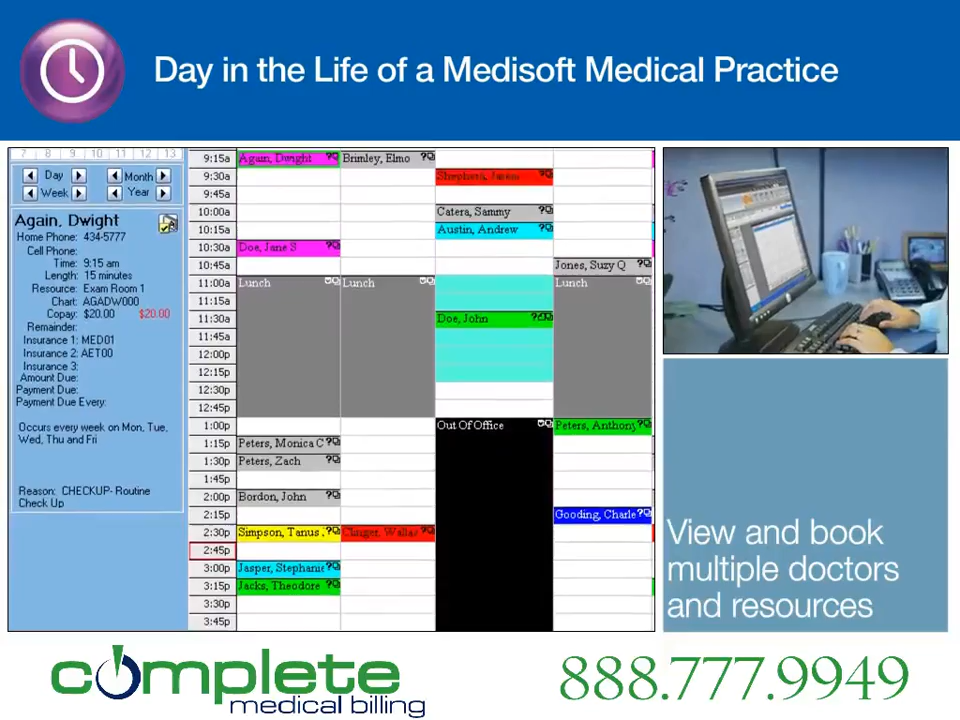 Day in the Life of a Medisoft Medical Practice
7 8 9 10 11 12 13
Day Month
Week Year
Again, Dwight
Home Phone: 434-5777
Cell Phone:
Time: 9:15 am
Length: 15 minutes
Resource: Exam Room 1
Chart: AGADW000
Copay: $20.00 $20.00
Remainder:
Insurance 1: MED01
Insurance 2: AET00
Insurance 3:
Amount Due:
Payment Due:
Payment Due Every:
Occurs every week on Mon, Tue,
Wed, Thu and Fri
Reason: CHECKUP- Routine
Check Up
9:15a Again, Dwight Brimley, Elmo
9:30a
9:45a
10:00a Catera, Sammy
10:15a Austin, Andrew
10:30a Doe, Jane S
10:45a Jones, Suzy Q
11:00a Lunch Lunch Lunch
11:15a
11:30a Doe, John
11:45a
12:00p
12:15p
12:30p
12:45p
1:00p Out Of Office Peters, Anthony
1:15p Peters, Monica C
1:30p Peters, Zach
1:45p
2:00p Bordon, John
2:15p Gooding, Charle
2:30p Simpson, Tanus
2:45p
3:00p Jasper, Stephanie
3:15p Jacks, Theodore
3:30p
3:45p
View and book
multiple doctors
and resources
complete
medical billing
888.777.9949